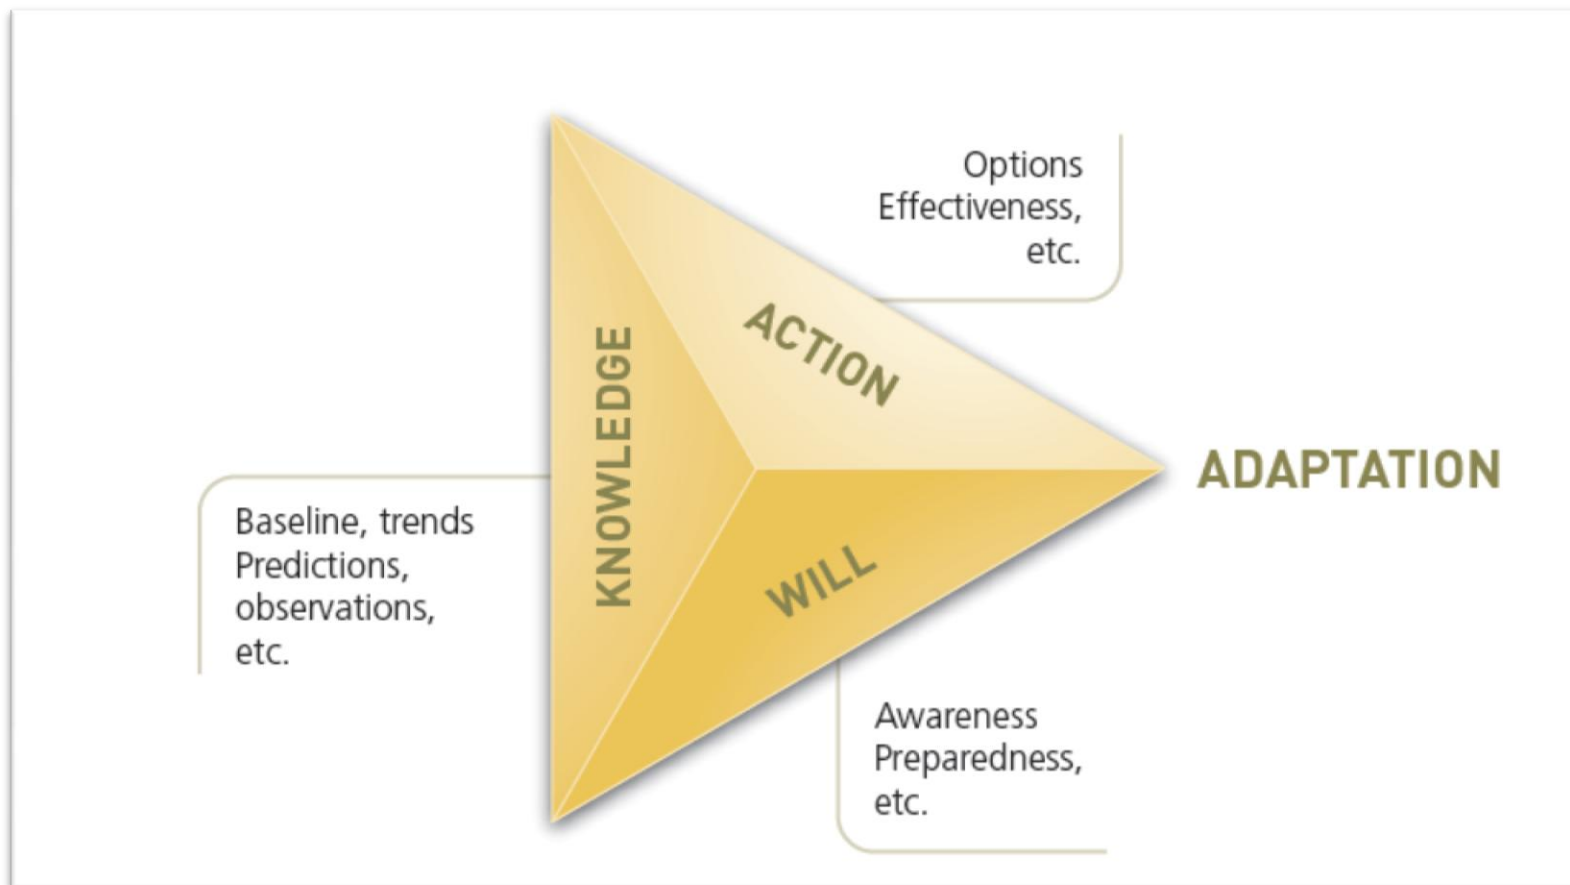 Options
Effectiveness,
etc.
ACTION
KNOWLEDGE
ADAPTATION
Baseline, trends
Predictions,
observations,
etc.
WILL
Awareness
Preparedness,
etc.